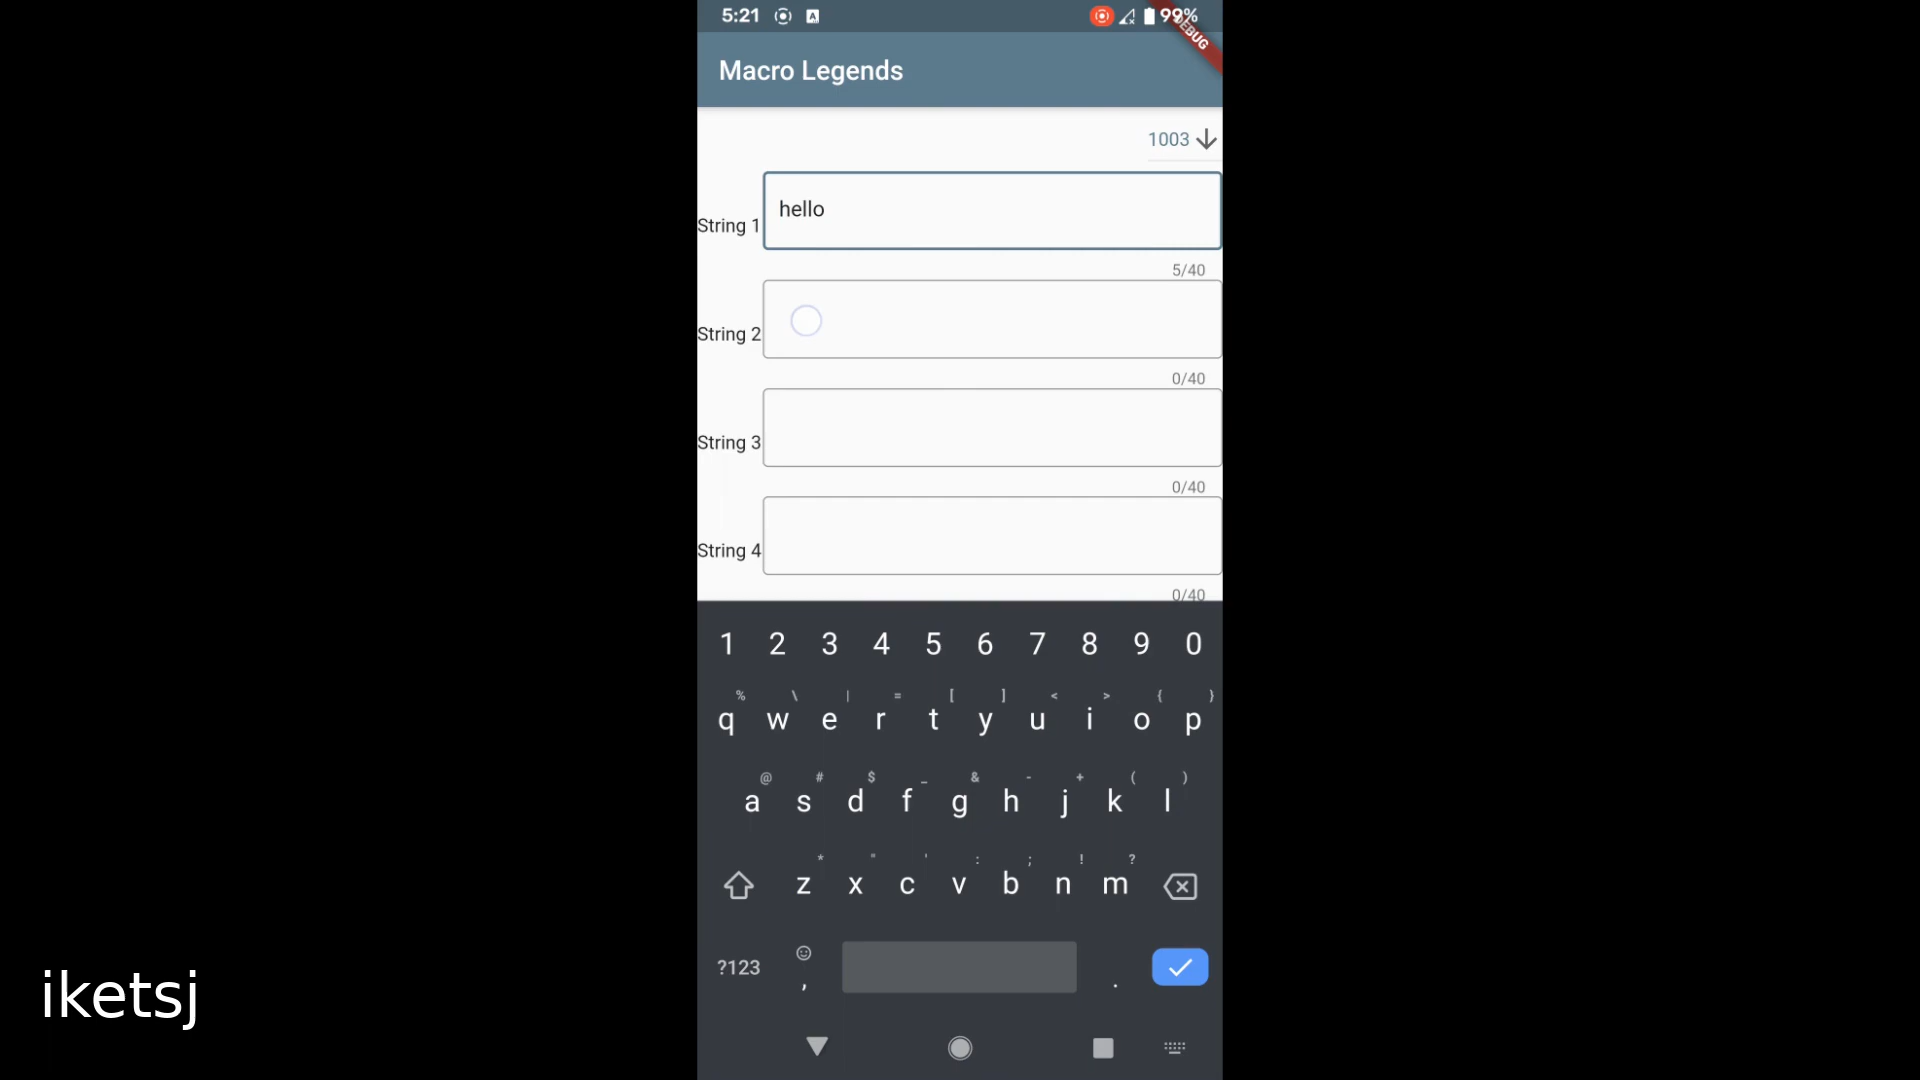 5:21 A 99%
DEBUG
Macro Legends
1003
hello
String 1
5/40
String 2
0/40
String 3
0/40
String 4
0/40
1 2 3 4 5 6 7 8 9 0
% \ | = [ ] < > { }
q w e r t y u i o p
@ # $ _ & - + ( )
a s d f g h j k l
* " ' : ; ! ?
z x c v b n m
?123 , .
iketsj